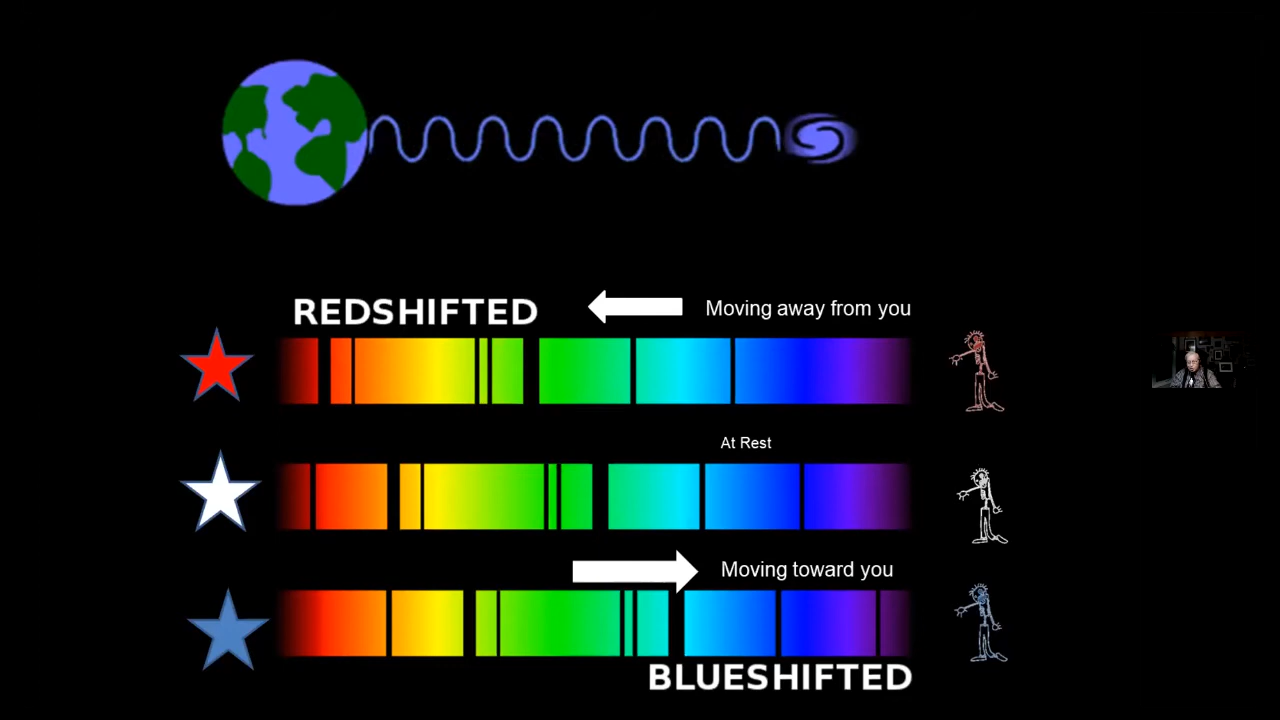 REDSHIFTED
Moving away from you
At Rest
Moving toward you
BLUESHIFTED